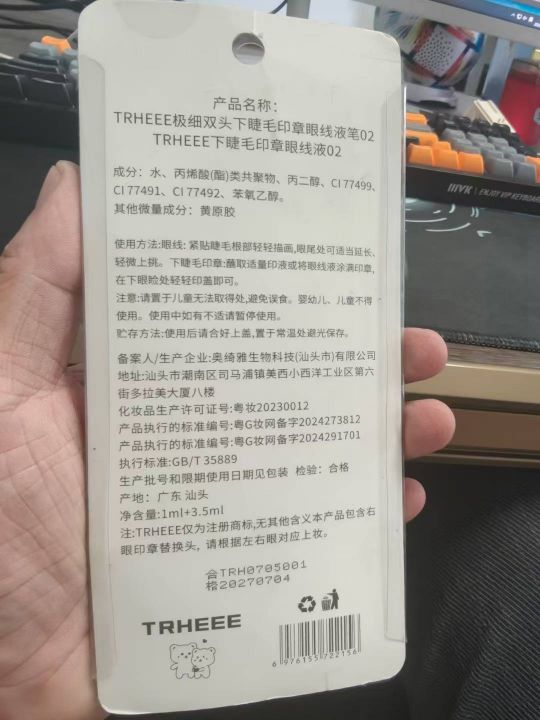 产品名称：
TRHEEE极细双头下睫毛印章眼线液笔02
TRHEEE下睫毛印章眼线液02
成分：水、丙烯酸(酯)类共聚物、丙二醇、CI 77499、
CI 77491、CI 77492、苯氧乙醇。
其他微量成分：黄原胶
使用方法:眼线: 紧贴睫毛根部轻轻描画,眼尾处可适当延长、
轻微上挑。下睫毛印章:蘸取适量印液或将眼线液涂满印章,
在下眼睑处轻轻印盖即可。
注意:请置于儿童无法取得处,避免误食。婴幼儿、儿童不得
使用。使用中如有不适请暂停使用。
贮存方法:使用后请合好上盖,置于常温处避光保存。
备案人/生产企业:奥绮雅生物科技(汕头市)有限公司
地址:汕头市潮南区司马浦镇美西小西洋工业区第六
街多拉美大厦八楼
化妆品生产许可证号:粤妆20230012
产品执行的标准编号:粤G妆网备字2024273812
产品执行的标准编号:粤G妆网备字2024291701
执行标准:GB/T 35889
生产批号和限期使用日期见包装 检验：合格
产地：广东 汕头
净含量:1ml+3.5ml
注:TRHEEE仅为注册商标,无其他含义本产品包含右
眼印章替换头, 请根据左右眼对应上妆。
合TRH0705001
格20270704
TRHEEE
6 976155 722156
MYK ENJOY VIP KEYBOARD